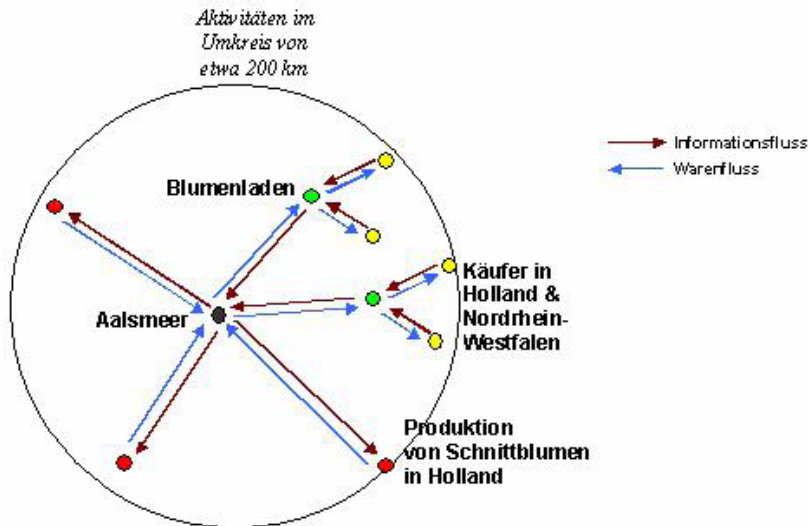 Aktivitäten im
Umkreis von
etwa 200 km
Informationsfluss
Warenfluss
Blumenladen
Käufer in
Holland &
Nordrhein-
Westfalen
Aalsmeer
Produktion
von Schnittblumen
in Holland